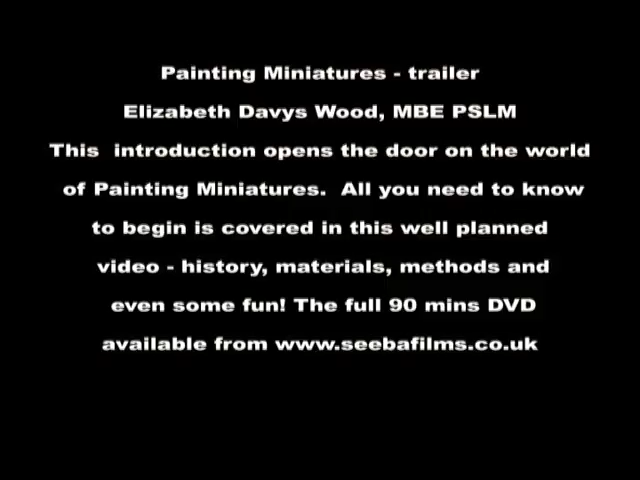 Painting Miniatures - trailer
Elizabeth Davys Wood, MBE PSLM
This  introduction opens the door on the world
of Painting Miniatures.  All you need to know
to begin is covered in this well planned
video - history, materials, methods and
even some fun! The full 90 mins DVD
available from www.seebafilms.co.uk